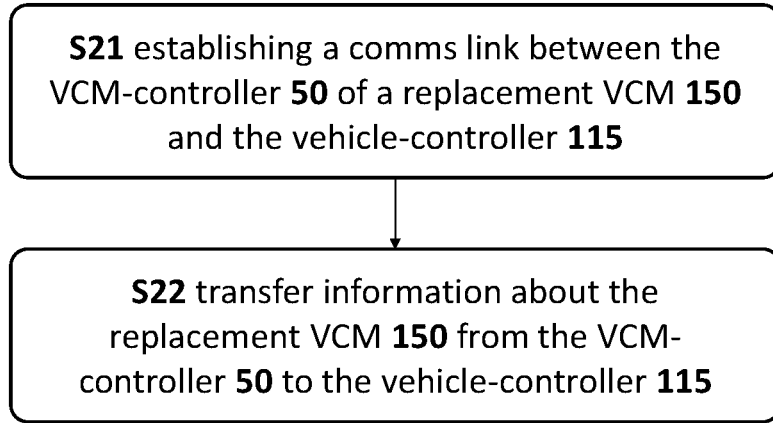 S21 establishing a comms link between the
VCM-controller 50 of a replacement VCM 150
and the vehicle-controller 115
S22 transfer information about the
replacement VCM 150 from the VCM-
controller 50 to the vehicle-controller 115